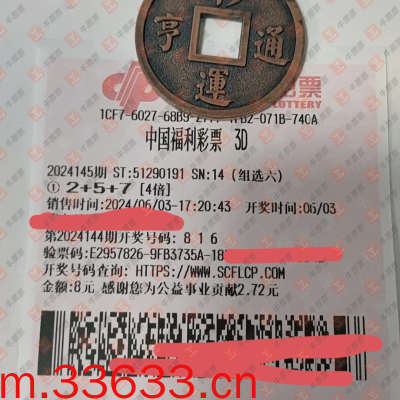 亨
通
運
彩票
LOTTERY
中国福利彩票 3D
2024145期 ST:51290191 SN:14 (组选六)
① 2+5+7 [4倍]
销售时间:2024/06/03-17:20:43 开奖时间:06/03
第2024144期开奖号码: 8 1 6
验票码:E2957826-9FB3735A-18
开奖号码查询: HTTPS://WWW.SCFLCP.COM
金额:8元 感谢您为公益事业贡献2.72元
m.33633.cn